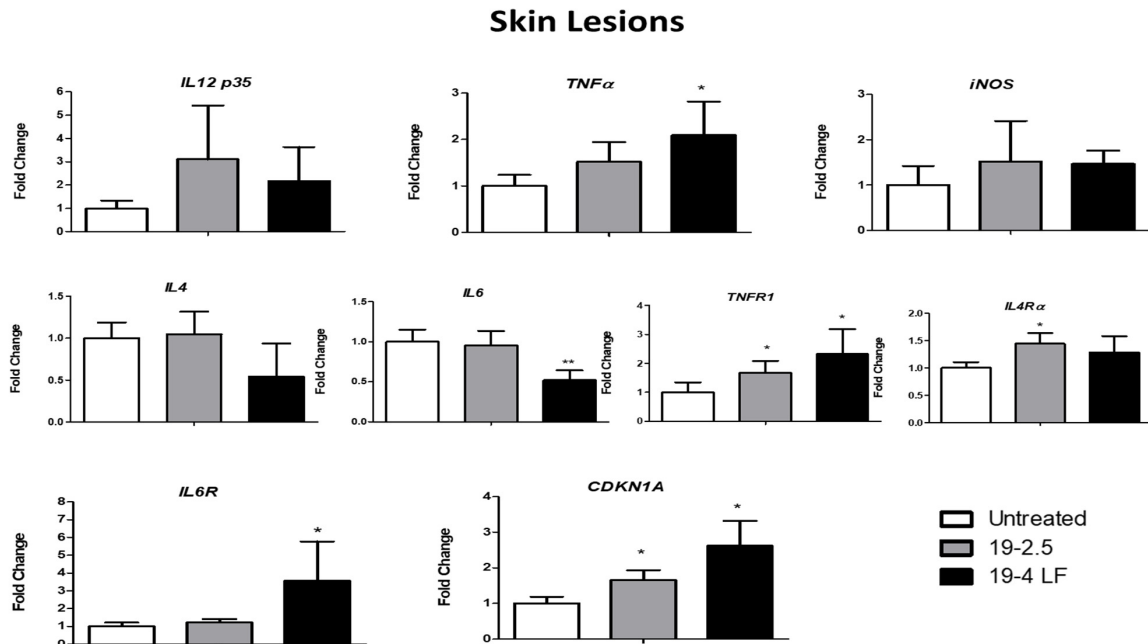 Skin Lesions
IL12 p35
Fold Change
6
5
4
3
2
1
0
TNFα
Fold Change
3
2
1
0
*
iNOS
Fold Change
3
2
1
0
IL4
Fold Change
1.5
1.0
0.5
0.0
IL6
Fold Change
1.5
1.0
0.5
0.0
**
TNFR1
Fold Change
4
3
2
1
0
*
*
IL4Rα
Fold Change
2.0
1.5
1.0
0.5
0.0
*
IL6R
Fold Change
8
7
6
5
4
3
2
1
0
*
CDKN1A
Fold Change
4
3
2
1
0
*
*
Untreated
19-2.5
19-4 LF